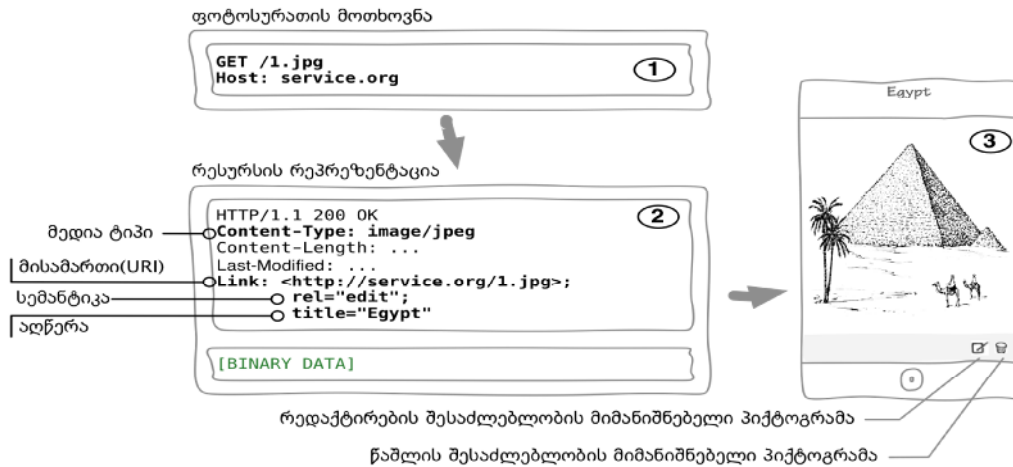 ფოტოსურათის მოთხოვნა
GET /1.jpg
Host: service.org
1
რესურსის რეპრეზენტაცია
HTTP/1.1 200 OK
Content-Type: image/jpeg
Content-Length: ...
Last-Modified: ...
Link: <http://service.org/1.jpg>;
rel="edit";
title="Egypt"
2
მედია ტიპი
მისამართი(URI)
სემანტიკა
აღწერა
[BINARY DATA]
Egypt
3
რედაქტირების შესაძლებლობის მიმანიშნებელი პიქტოგრამა
წაშლის შესაძლებლობის მიმანიშნებელი პიქტოგრამა